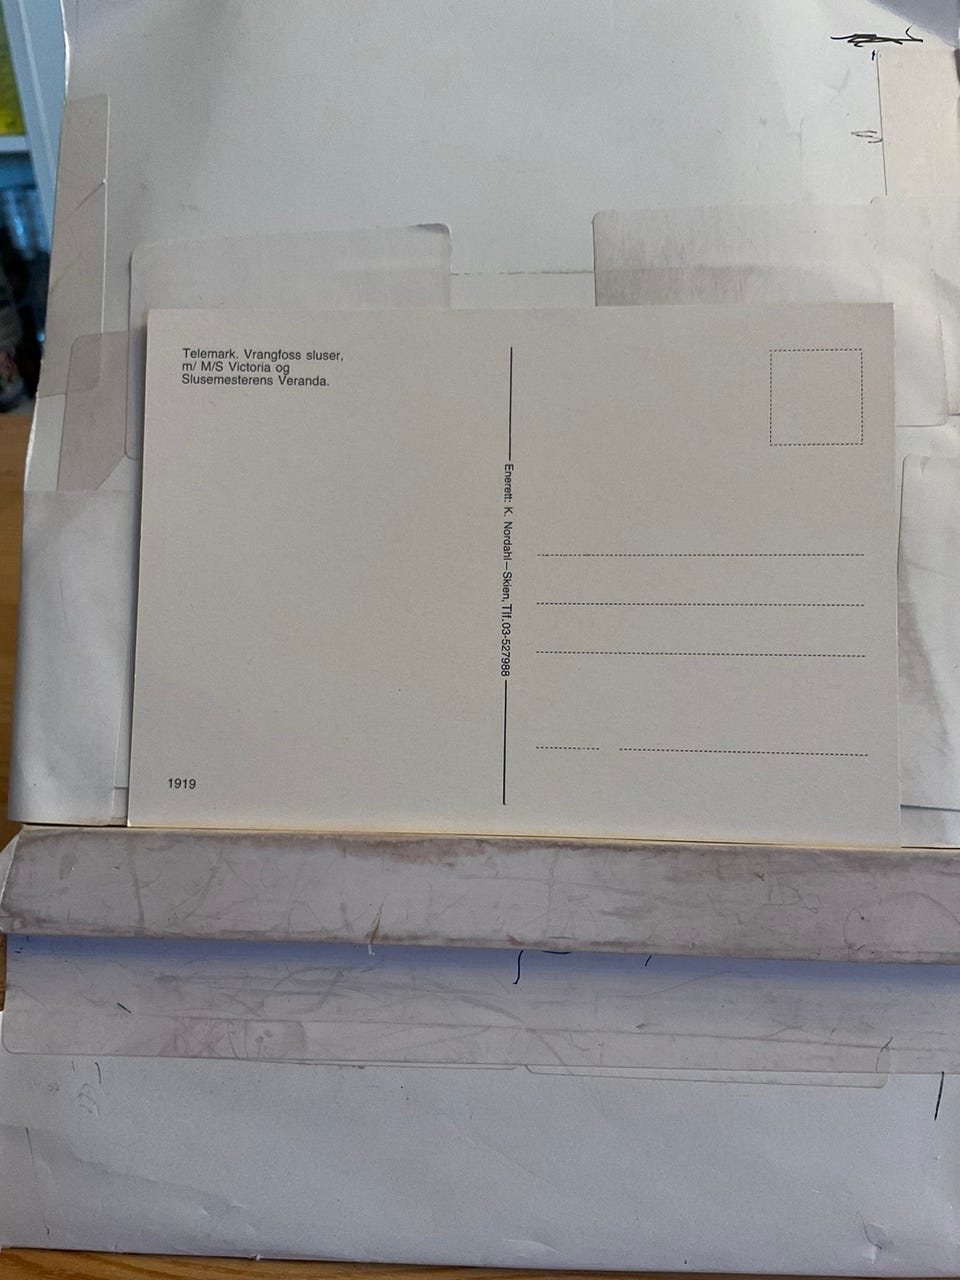 Telemark. Vrangfoss sluser,
m/ M/S Victoria og
Slusemesterens Veranda.
Enerett: K. Nordahl — Skien, Tlf. 03-527988
1919